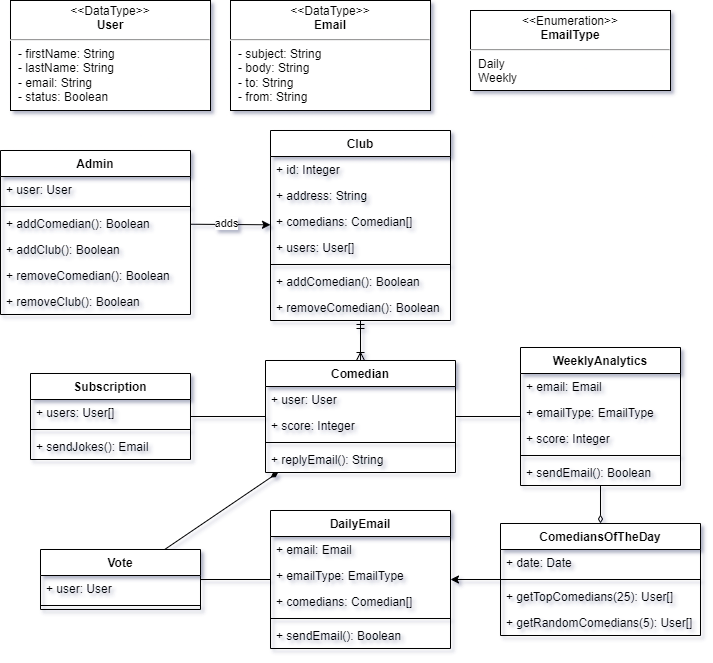 <<DataType>>
User
- firstName: String
- lastName: String
- email: String
- status: Boolean
<<DataType>>
Email
- subject: String
- body: String
- to: String
- from: String
<<Enumeration>>
EmailType
Daily
Weekly
Admin
+ user: User
+ addComedian(): Boolean
+ addClub(): Boolean
+ removeComedian(): Boolean
+ removeClub(): Boolean
adds
Club
+ id: Integer
+ address: String
+ comedians: Comedian[]
+ users: User[]
+ addComedian(): Boolean
+ removeComedian(): Boolean
Subscription
+ users: User[]
+ sendJokes(): Email
Comedian
+ user: User
+ score: Integer
+ replyEmail(): String
WeeklyAnalytics
+ email: Email
+ emailType: EmailType
+ score: Integer
+ sendEmail(): Boolean
Vote
+ user: User
DailyEmail
+ email: Email
+ emailType: EmailType
+ comedians: Comedian[]
+ sendEmail(): Boolean
ComediansOfTheDay
+ date: Date
+ getTopComedians(25): User[]
+ getRandomComedians(5): User[]